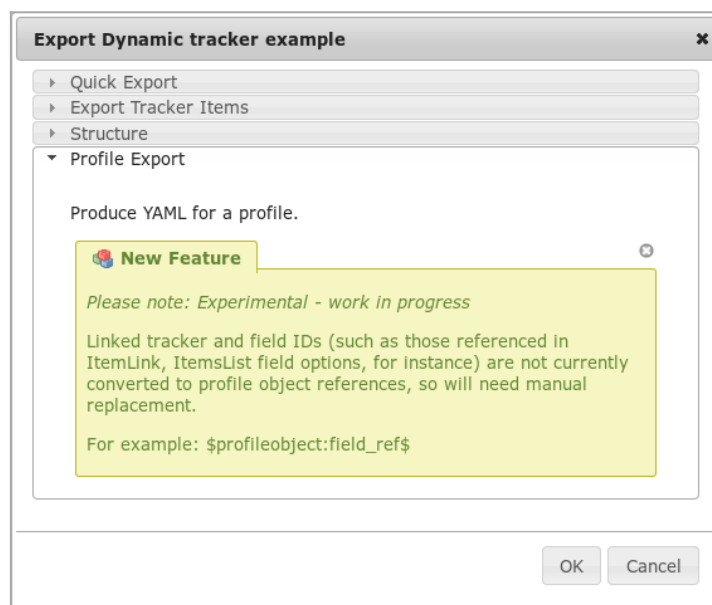 Export Dynamic tracker example
Quick Export
Export Tracker Items
Structure
Profile Export
Produce YAML for a profile.
New Feature
Please note: Experimental - work in progress
Linked tracker and field IDs (such as those referenced in
ItemLink, ItemsList field options, for instance) are not currently
converted to profile object references, so will need manual
replacement.
For example: $profileobject:field_ref$
OK Cancel